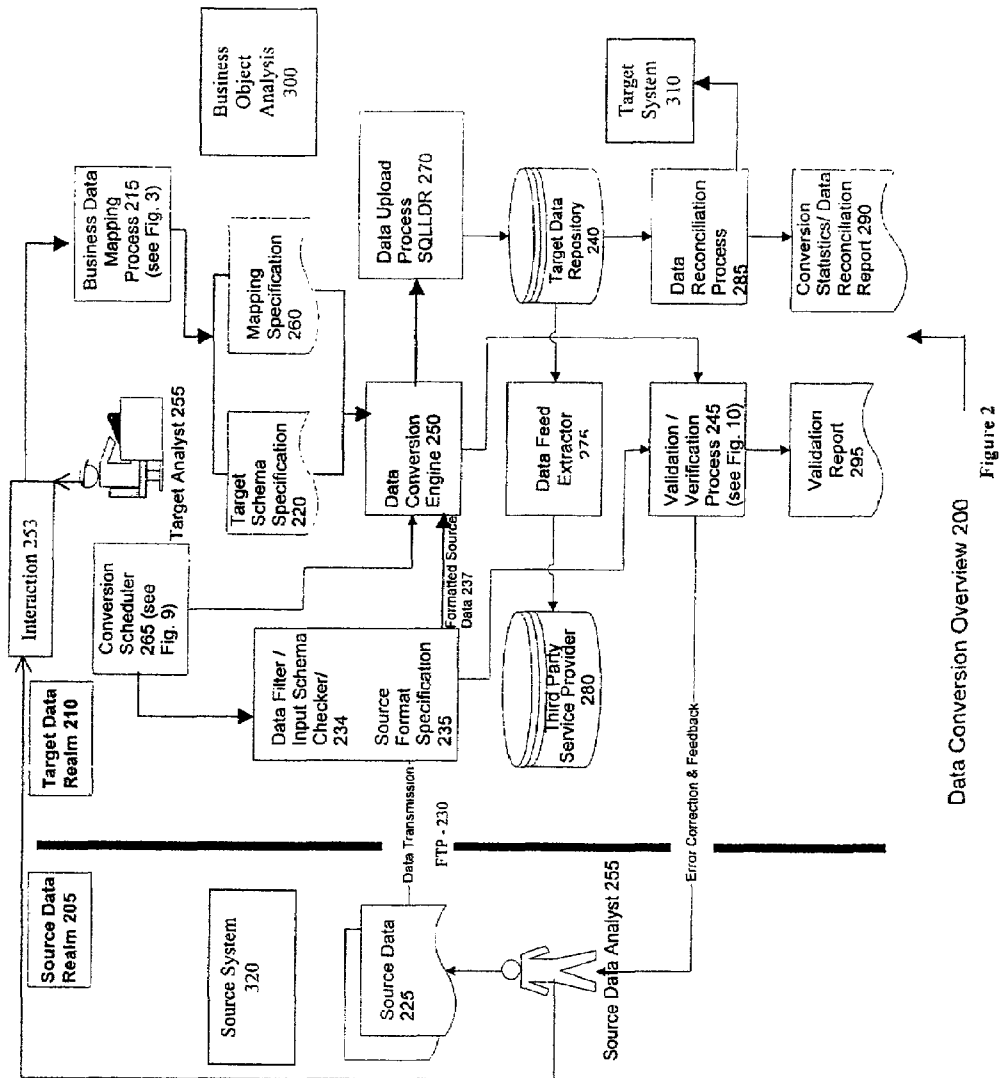 Source Data
Realm 205
Target Data
Realm 210
Interaction 253
Source System
320
Conversion
Scheduler
265 (see
Fig. 9)
Target Analyst 255
Business Data
Mapping
Process 215
(see Fig. 3)
Business
Object
Analysis
300
Source Data
225
Data Transmission
FTP - 230
Data Filter /
Input Schema
Checker/
234
Source
Format
Specification
235
Formatted Source
Data 237
Target
Schema
Specification
220
Mapping
Specification
260
Data
Conversion
Engine 250
Data Upload
Process
SQLLDR 270
Source Data Analyst 255
Third Party
Service Provider
280
Data Feed
Extractor
275
Target Data
Repository
240
Target
System
310
Error Correction & Feedback
Validation /
Verification
Process 245
(see Fig. 10)
Data
Reconciliation
Process
285
Validation
Report
295
Conversion
Statistics/ Data
Reconciliation
Report 290
Data Conversion Overview 200
Figure 2